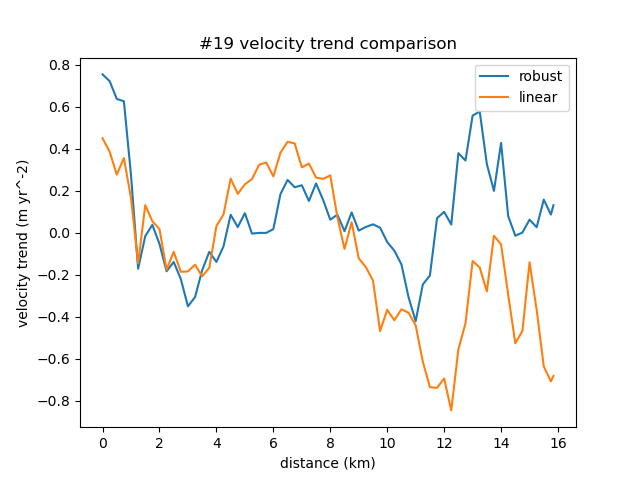 #19 velocity trend comparison
robust
linear
velocity trend (m yr^-2)
0.8
0.6
0.4
0.2
0.0
−0.2
−0.4
−0.6
−0.8
0 2 4 6 8 10 12 14 16
distance (km)